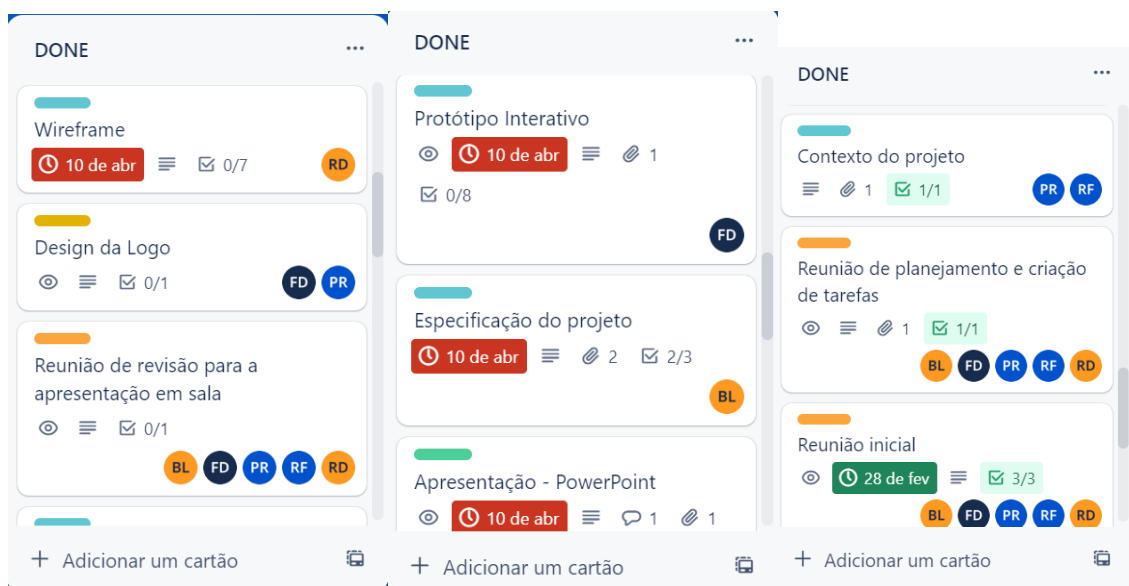 DONE
Wireframe
10 de abr 0/7 RD
Design da Logo
0/1 FD PR
Reunião de revisão para a
apresentação em sala
0/1
BL FD PR RF RD
+ Adicionar um cartão
DONE
Protótipo Interativo
10 de abr 1
0/8
FD
Especificação do projeto
10 de abr 2 2/3
BL
Apresentação - PowerPoint
10 de abr 1 1
+ Adicionar um cartão
DONE
Contexto do projeto
1 1/1 PR RF
Reunião de planejamento e criação
de tarefas
1 1/1
BL FD PR RF RD
Reunião inicial
28 de fev 3/3
BL FD PR RF RD
+ Adicionar um cartão